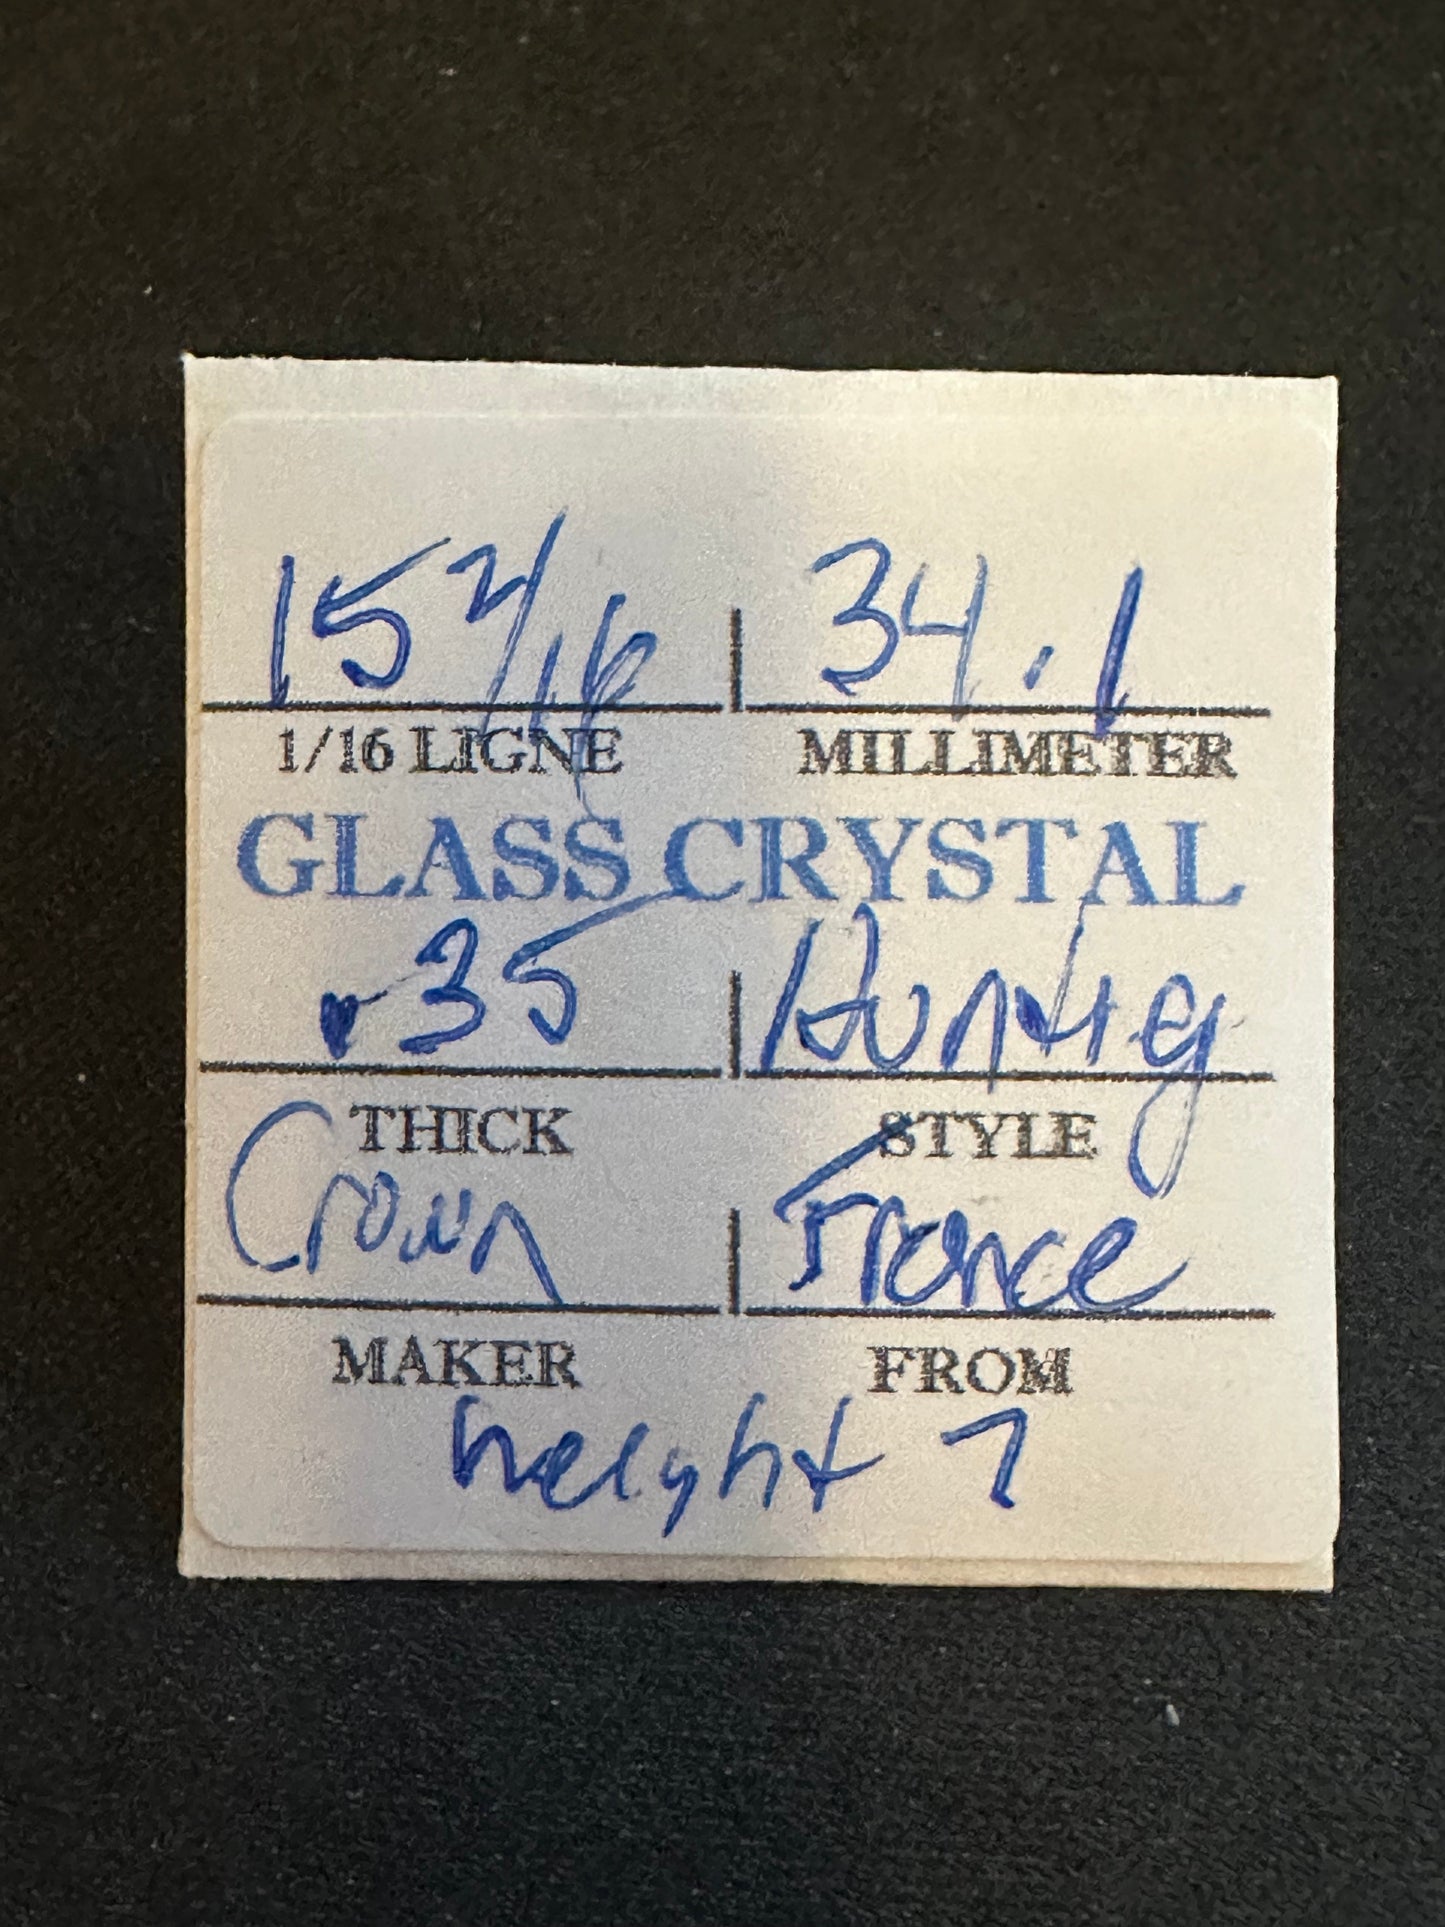 15 2/16 34.1
1/16 LIGNE MILLIMETER
GLASS CRYSTAL
.35 Huntig
THICK STYLE
Crown France
MAKER FROM
height 7